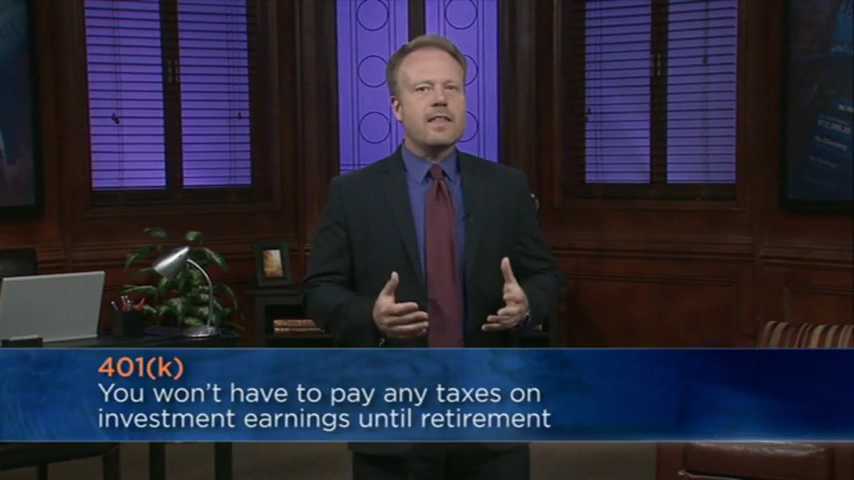 401(k)
You won't have to pay any taxes on
investment earnings until retirement